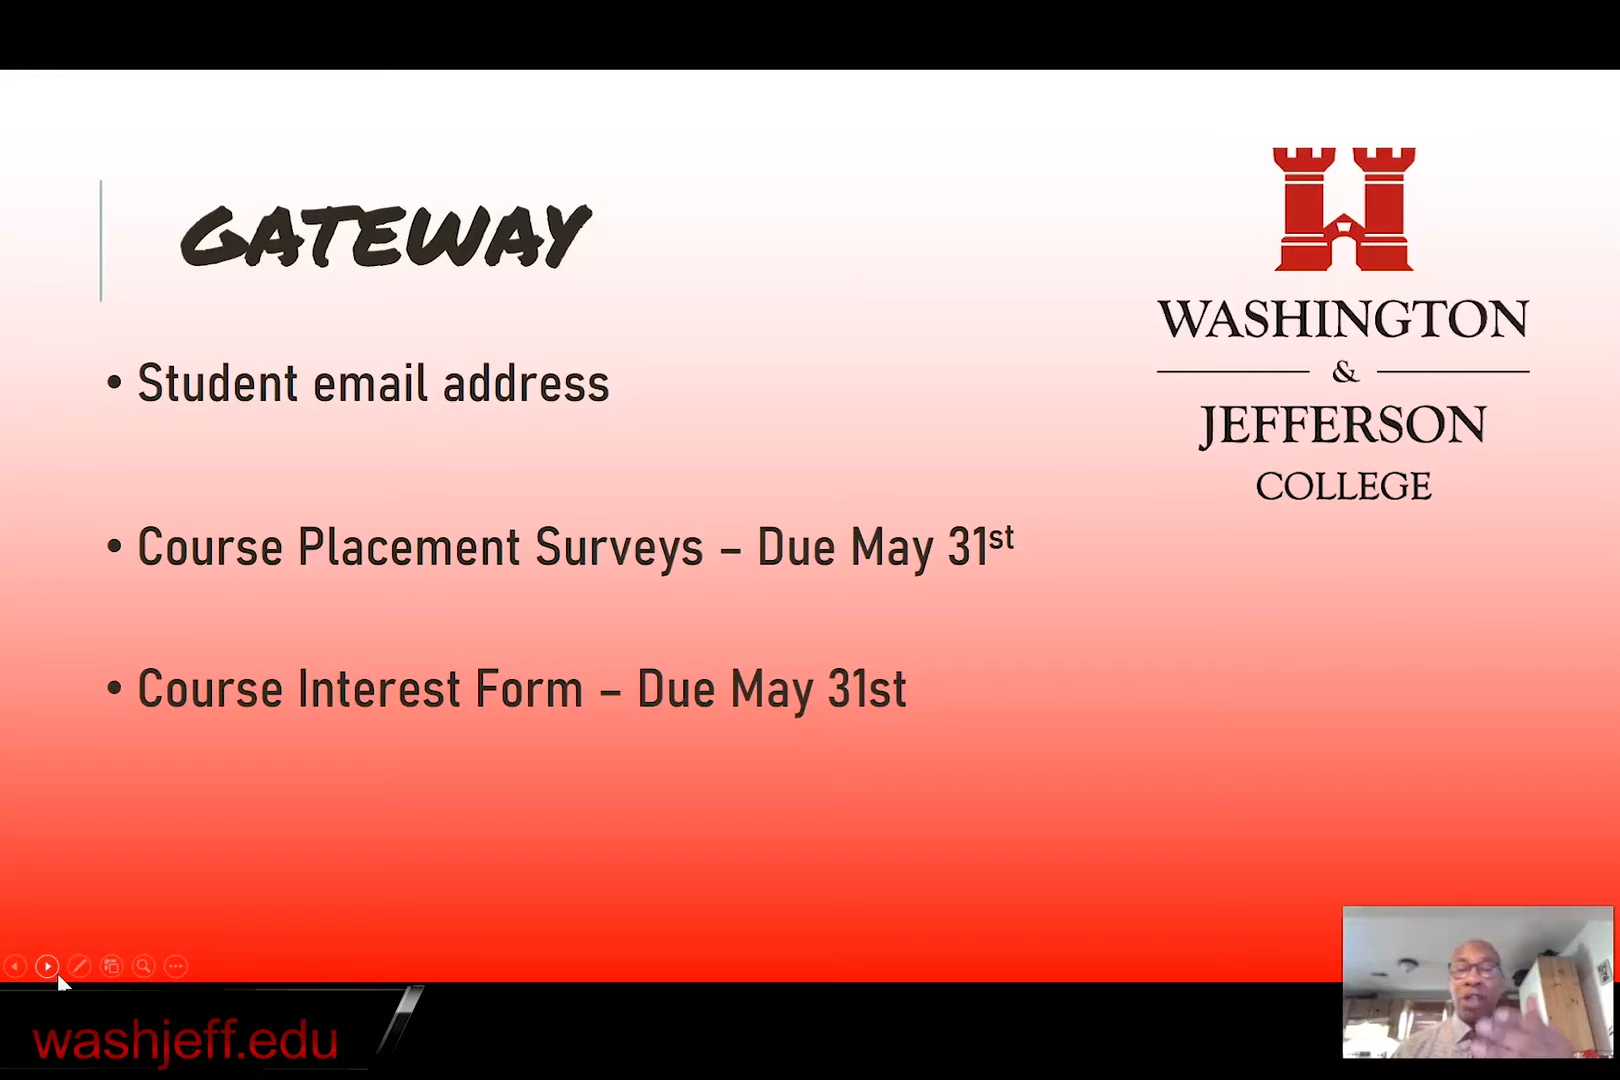 GATEWAY
• Student email address
• Course Placement Surveys – Due May 31st
• Course Interest Form – Due May 31st
WASHINGTON
&
JEFFERSON
COLLEGE
washjeff.edu